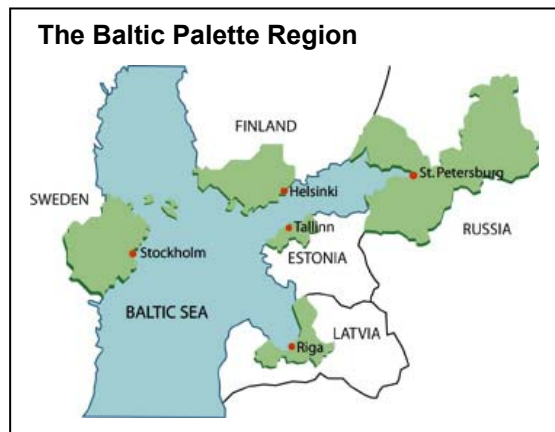 The Baltic Palette Region
FINLAND
Helsinki
St. Petersburg
SWEDEN
Tallinn
RUSSIA
Stockholm
ESTONIA
BALTIC SEA
LATVIA
Riga